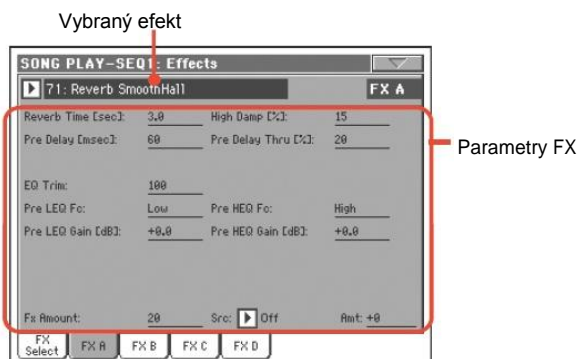 Vybraný efekt
SONG PLAY-SEQ1: Effects
71: Reverb SmoothHall FX A
Reverb Time [sec]: 3.0 High Damp [%]: 15
Pre Delay [msec]: 60 Pre Delay Thru [%]: 20
Parametry FX
EQ Trim: 100
Pre LEQ Fc: Low Pre HEQ Fc: High
Pre LEQ Gain [dB]: +0.0 Pre HEQ Gain [dB]: +0.0
Fx Amount: 20 Src: Off Amt: +0
FX Select FX A FX B FX C FX D